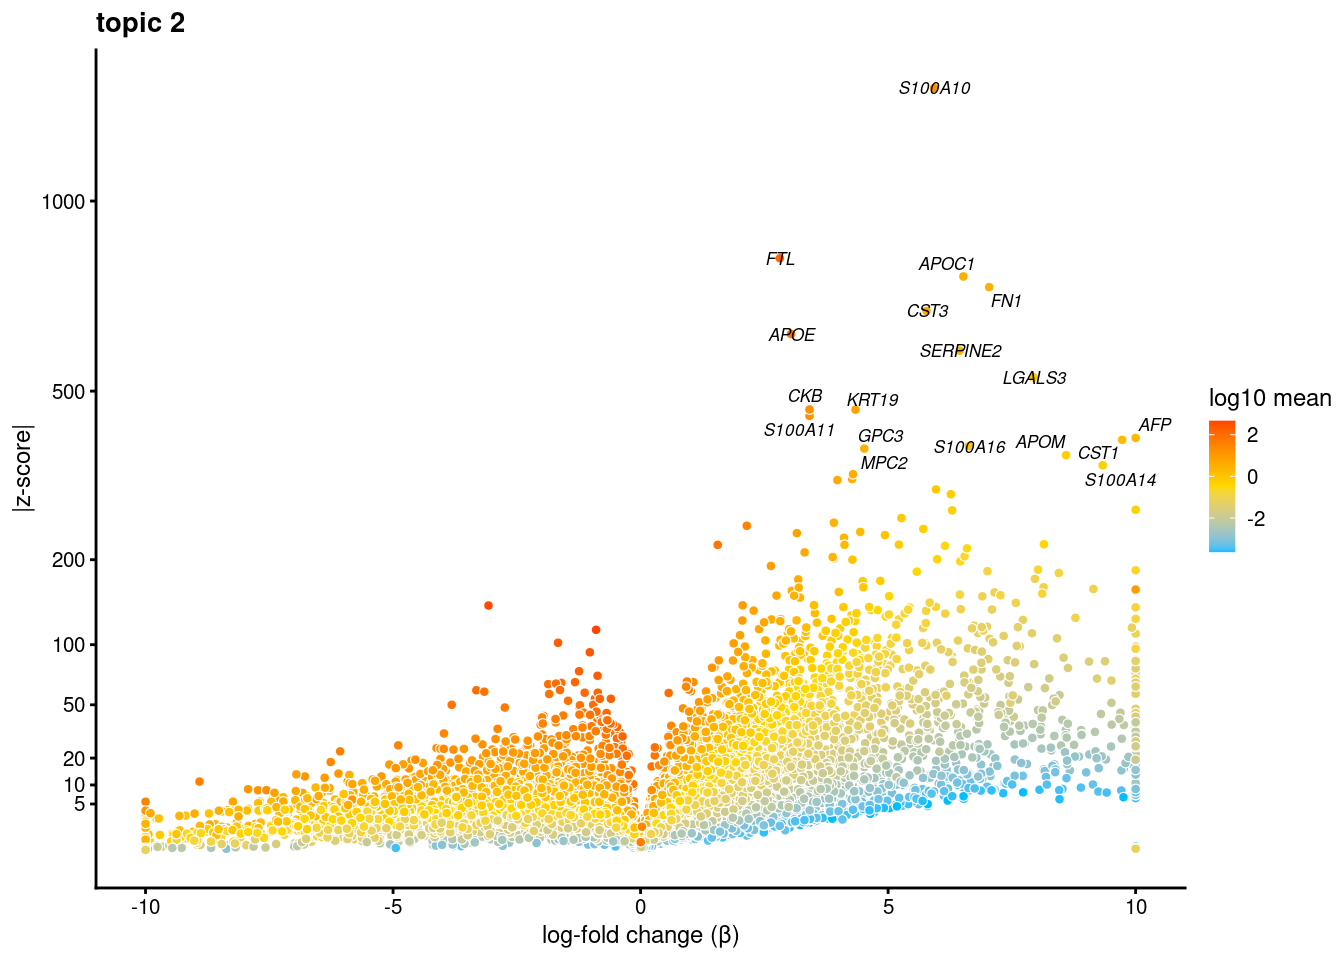 topic 2
S100A10
1000
FTL
APOC1
FN1
CST3
APOE
SERPINE2
LGALS3
500
CKB
KRT19
S100A11
GPC3
MPC2
S100A16
APOM
AFP
CST1
S100A14
200
100
50
20
10
5
|z-score|
-10
-5
0
5
10
log-fold change (β)
log10 mean
2
0
-2